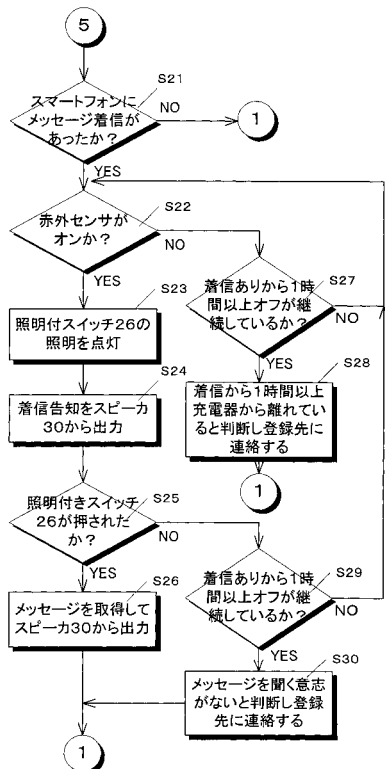 5
S21
スマートフォンに
メッセージ着信が
あったか？
NO
1
YES
S22
赤外センサが
オンか？
NO
YES
S27
着信ありから１時
間以上オフが継
続しているか？
NO
YES
S23
照明付スイッチ26の
照明を点灯
S28
着信から１時間以上
充電器から離れてい
ると判断し登録先に
連絡する
1
S24
着信告知をスピーカ
30から出力
S25
照明付きスイッチ
26が押された
か？
NO
YES
S29
着信ありから１時
間以上オフが継
続しているか？
NO
YES
S26
メッセージを取得して
スピーカ30から出力
S30
メッセージを聞く意志
がないと判断し登録
先に連絡する
1